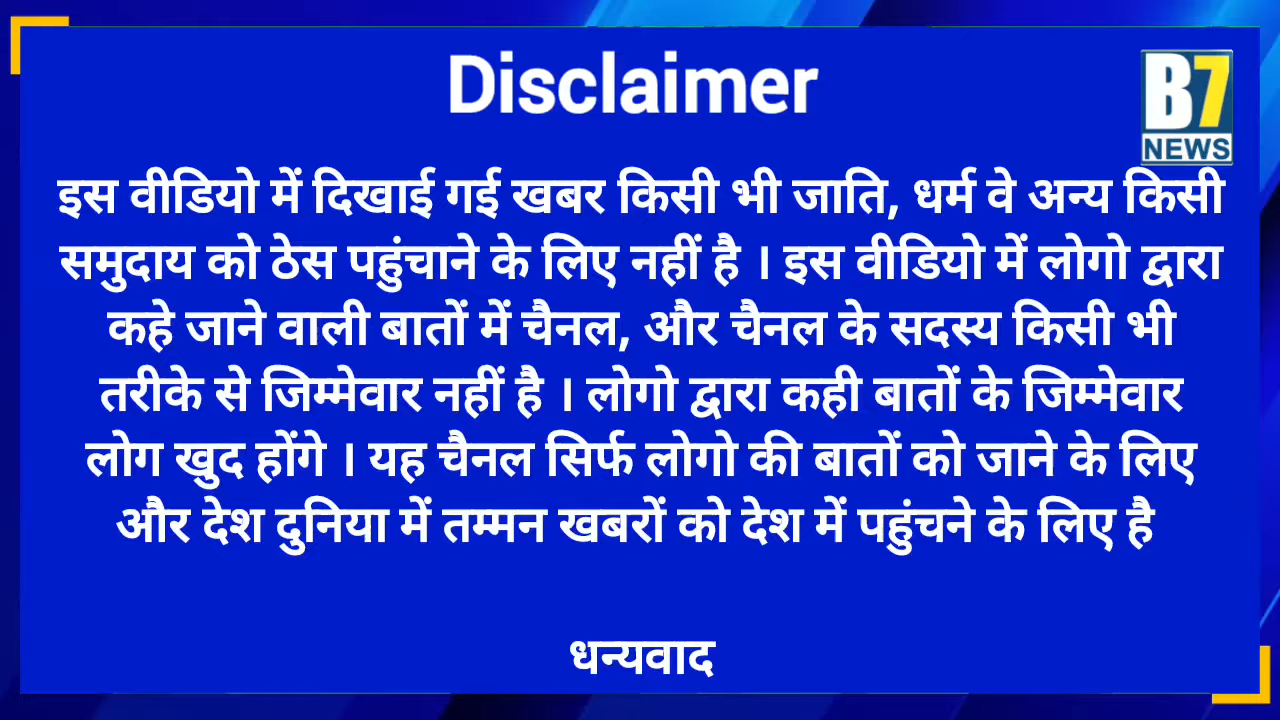 Disclaimer
B7
NEWS
इस वीडियो में दिखाई गई खबर किसी भी जाति, धर्म वे अन्य किसी
समुदाय को ठेस पहुंचाने के लिए नहीं है । इस वीडियो में लोगो द्वारा
कहे जाने वाली बातों में चैनल, और चैनल के सदस्य किसी भी
तरीके से जिम्मेवार नहीं है । लोगो द्वारा कही बातों के जिम्मेवार
लोग खुद होंगे । यह चैनल सिर्फ लोगो की बातों को जाने के लिए
और देश दुनिया में तम्मन खबरों को देश में पहुंचने के लिए है
धन्यवाद